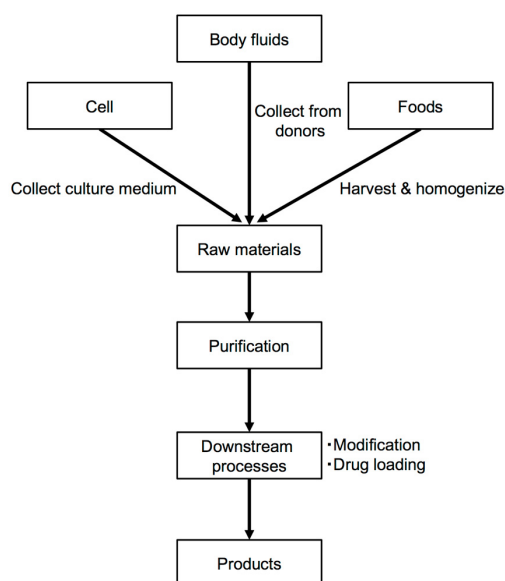 Body fluids
Cell
Collect from
donors
Foods
Collect culture medium
Harvest & homogenize
Raw materials
Purification
Downstream
processes
・Modification
・Drug loading
Products